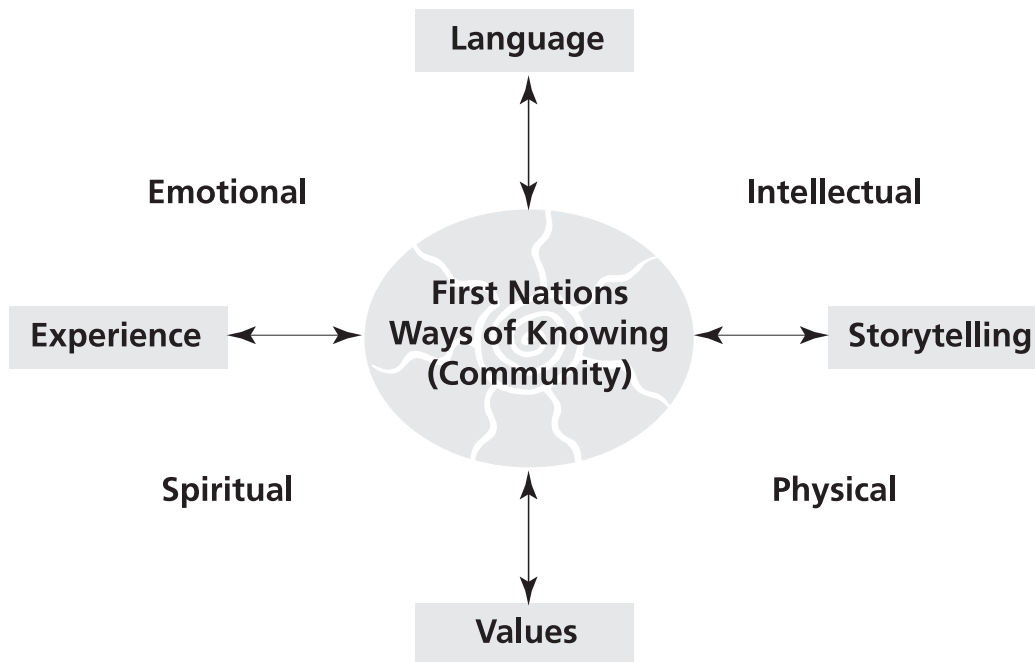 Language
Emotional
Intellectual
First Nations
Ways of Knowing
(Community)
Experience
Storytelling
Spiritual
Physical
Values